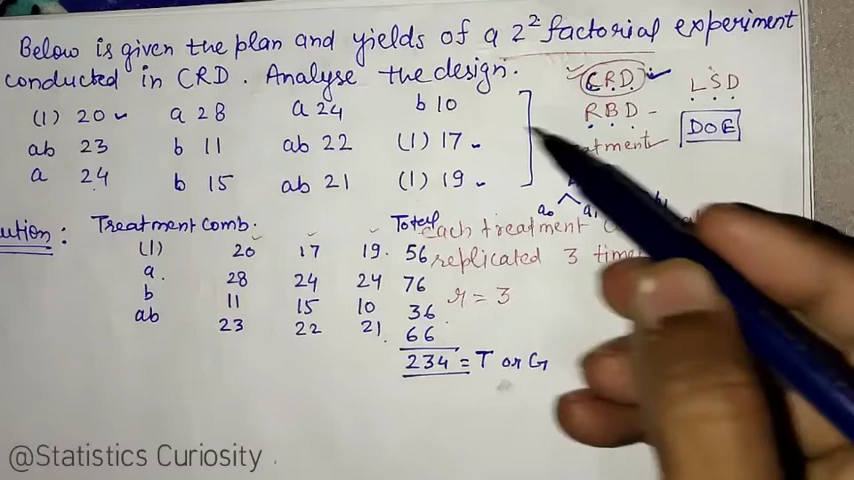 Below is given the plan and yields of a 2² factorial experiment
conducted in CRD. Analyse the design.
(1) 20 a 28 a 24 b 10
ab 23 b 11 ab 22 (1) 17
a 24 b 15 ab 21 (1) 19
CRD
RBD
LSD
DOE
a₀ a₁
Treatment Comb. Total
(1) 20 17 19 56
a 28 24 24 76
b 11 15 10 36
ab 23 22 21 66
234 = T or G
each treatment
replicated 3
r = 3
@Statistics Curiosity